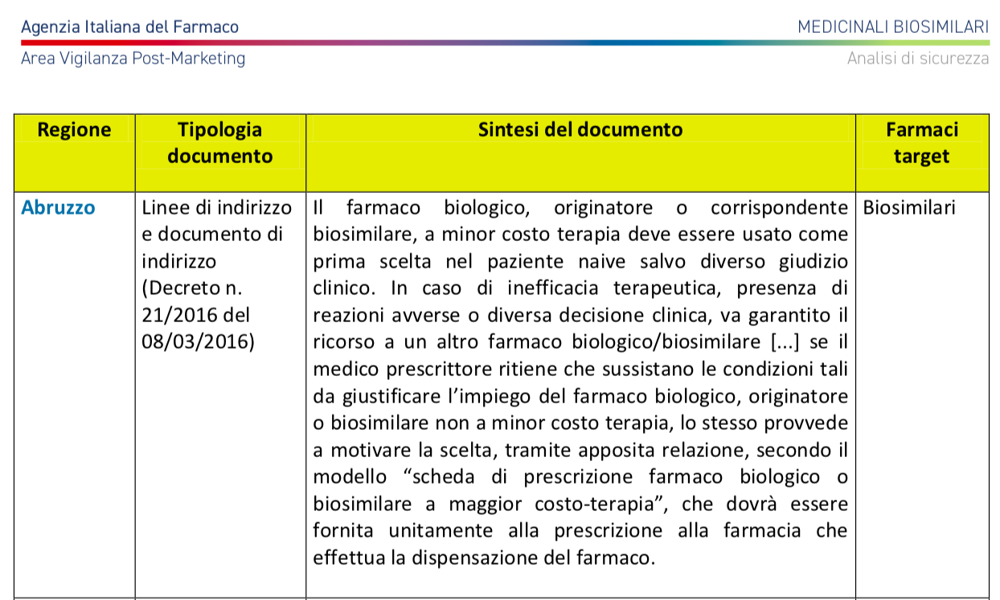 Agenzia Italiana del Farmaco
MEDICINALI BIOSIMILARI
Area Vigilanza Post-Marketing
Analisi di sicurezza
Regione
Tipologia
documento
Sintesi del documento
Farmaci
target
Abruzzo
Linee di indirizzo
e documento di
indirizzo
(Decreto n.
21/2016 del
08/03/2016)
Il farmaco biologico, originatore o corrispondente
biosimilare, a minor costo terapia deve essere usato come
prima scelta nel paziente naive salvo diverso giudizio
clinico. In caso di inefficacia terapeutica, presenza di
reazioni avverse o diversa decisione clinica, va garantito il
ricorso a un altro farmaco biologico/biosimilare [...] se il
medico prescrittore ritiene che sussistano le condizioni tali
da giustificare l’impiego del farmaco biologico, originatore
o biosimilare non a minor costo terapia, lo stesso provvede
a motivare la scelta, tramite apposita relazione, secondo il
modello “scheda di prescrizione farmaco biologico o
biosimilare a maggior costo-terapia”, che dovrà essere
fornita unitamente alla prescrizione alla farmacia che
effettua la dispensazione del farmaco.
Biosimilari